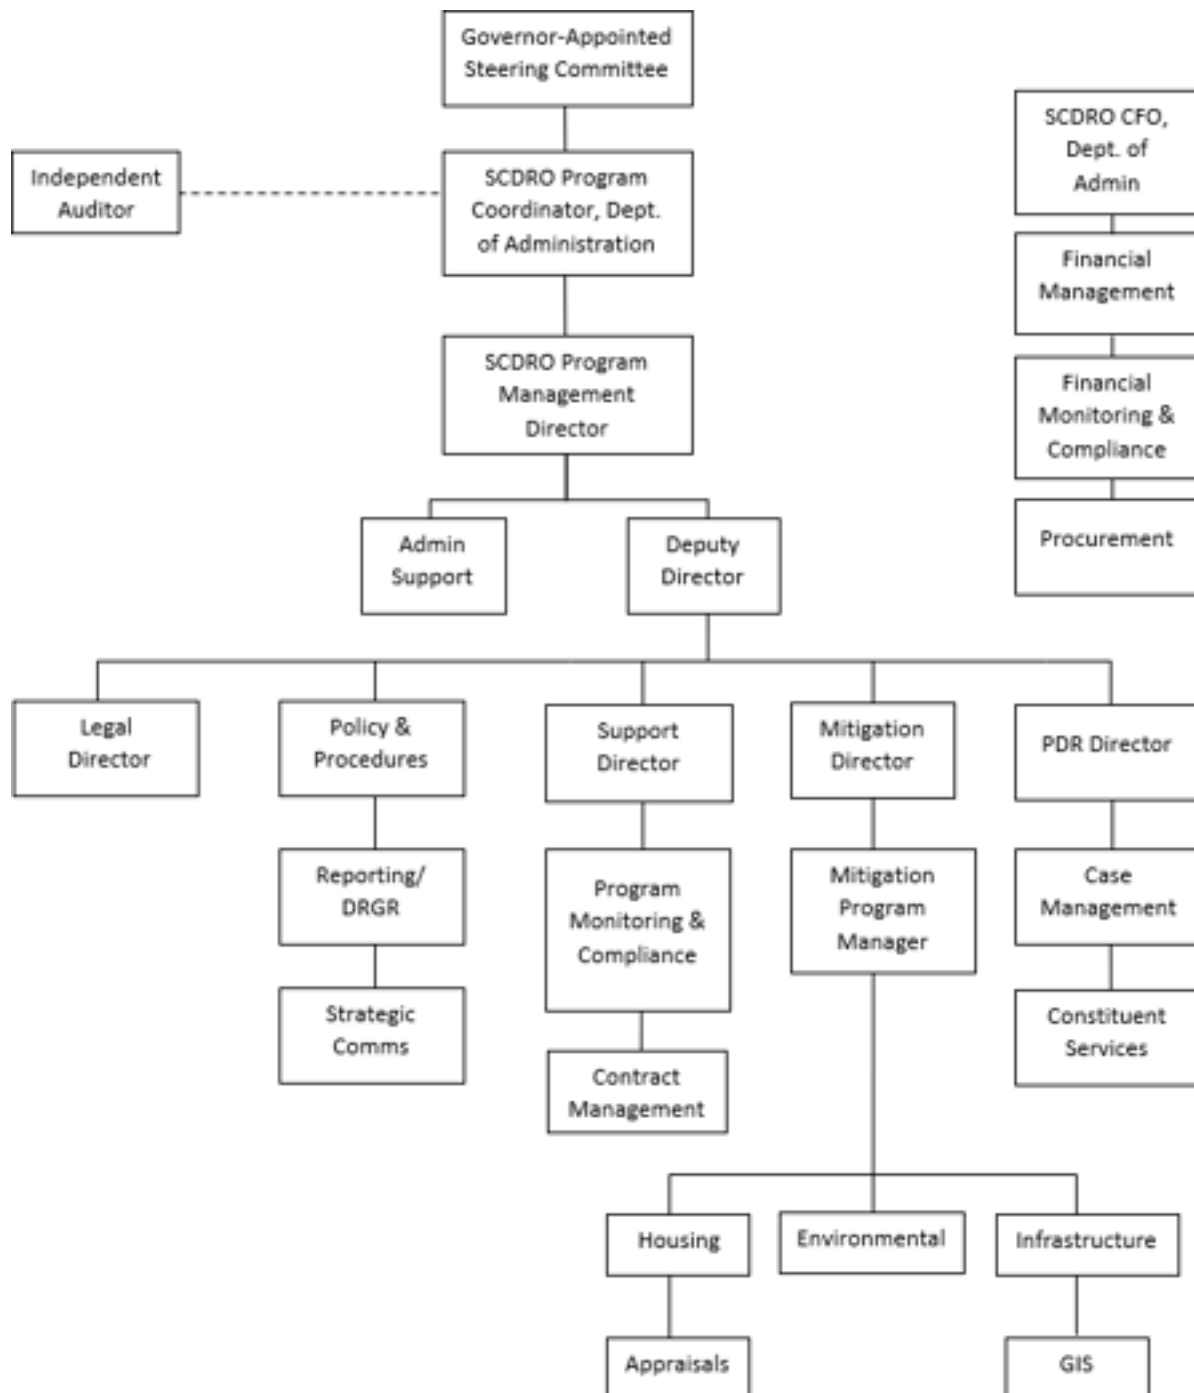 Governor-Appointed
Steering Committee
SCDRO CFO,
Dept. of
Admin
Independent
Auditor
SCDRO Program
Coordinator, Dept.
of Administration
Financial
Management
SCDRO Program
Management
Director
Financial
Monitoring &
Compliance
Admin
Support
Deputy
Director
Procurement
Legal
Director
Policy &
Procedures
Support
Director
Mitigation
Director
PDR Director
Reporting/
DRGR
Program
Monitoring &
Compliance
Mitigation
Program
Manager
Case
Management
Strategic
Comms
Contract
Management
Constituent
Services
Housing
Environmental
Infrastructure
Appraisals
GIS